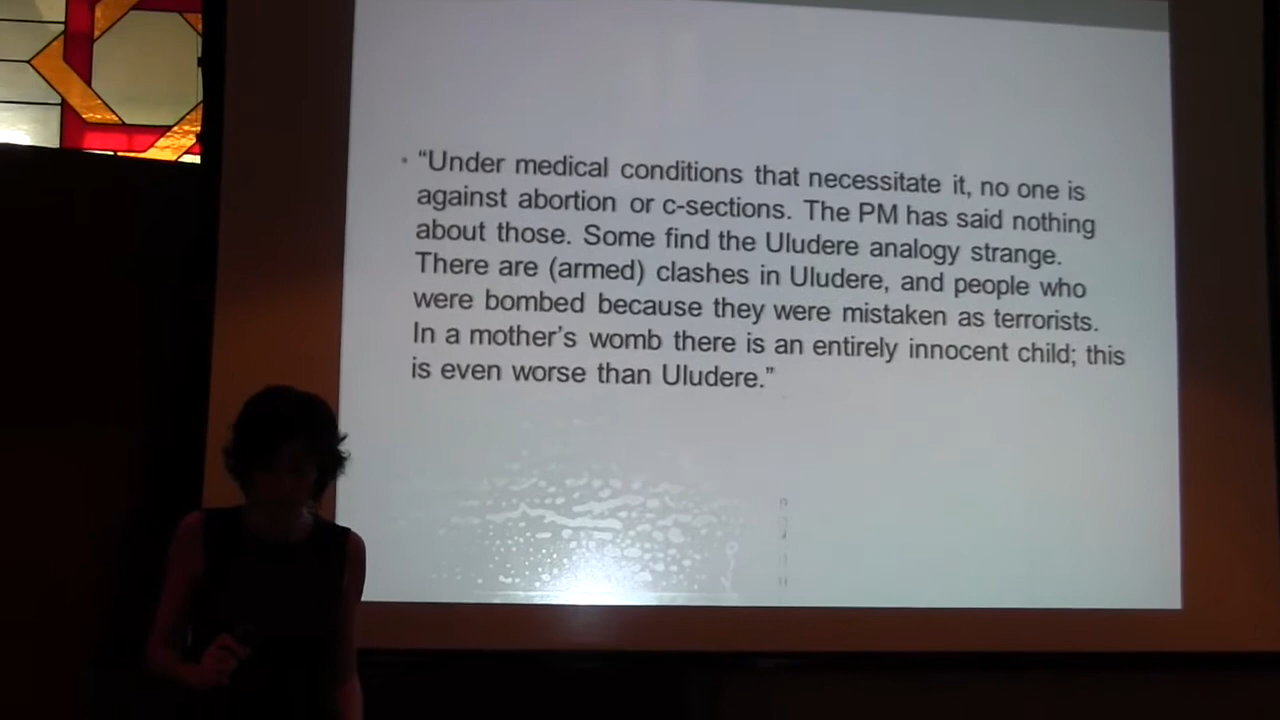 • “Under medical conditions that necessitate it, no one is
against abortion or c-sections. The PM has said nothing
about those. Some find the Uludere analogy strange.
There are (armed) clashes in Uludere, and people who
were bombed because they were mistaken as terrorists.
In a mother’s womb there is an entirely innocent child; this
is even worse than Uludere.”